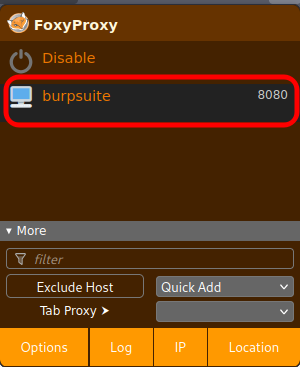 FoxyProxy
Disable
burpsuite 8080
▾ More
filter
Exclude Host Quick Add
Tab Proxy ➤
Options Log IP Location